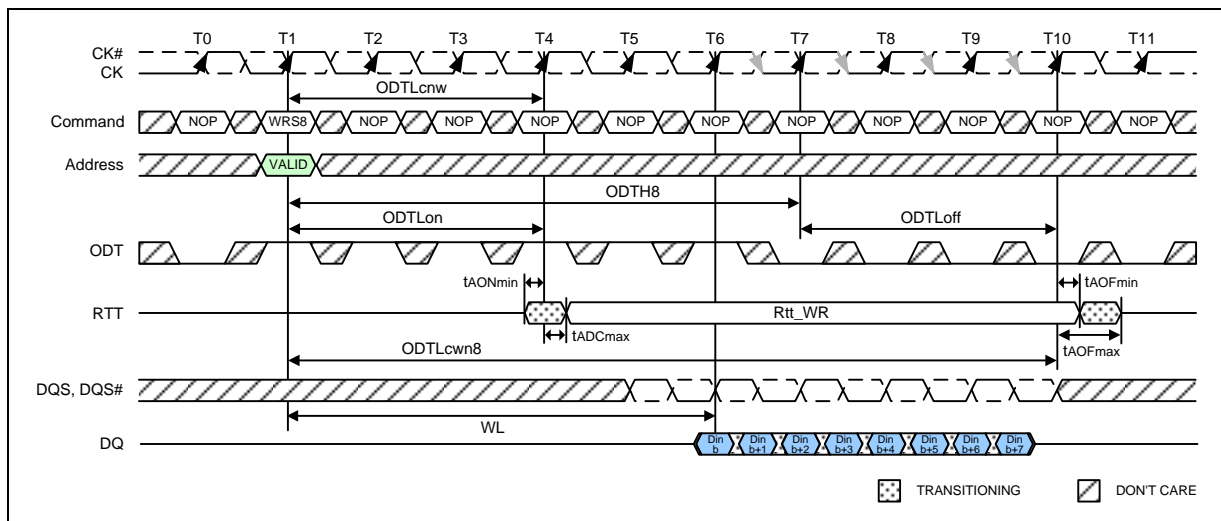 T0 T1 T2 T3 T4 T5 T6 T7 T8 T9 T10 T11
CK#
CK
ODTLcnw
Command NOP WRS8 NOP NOP NOP NOP NOP NOP NOP NOP NOP NOP
Address VALID
ODTH8
ODTLon ODTLoff
ODT
tAONmin tAOFmin
RTT Rtt_WR
tADCmax tAOFmax
ODTLcwn8
DQS, DQS#
WL
DQ Din b Din b+1 Din b+2 Din b+3 Din b+4 Din b+5 Din b+6 Din b+7
TRANSITIONING DON'T CARE